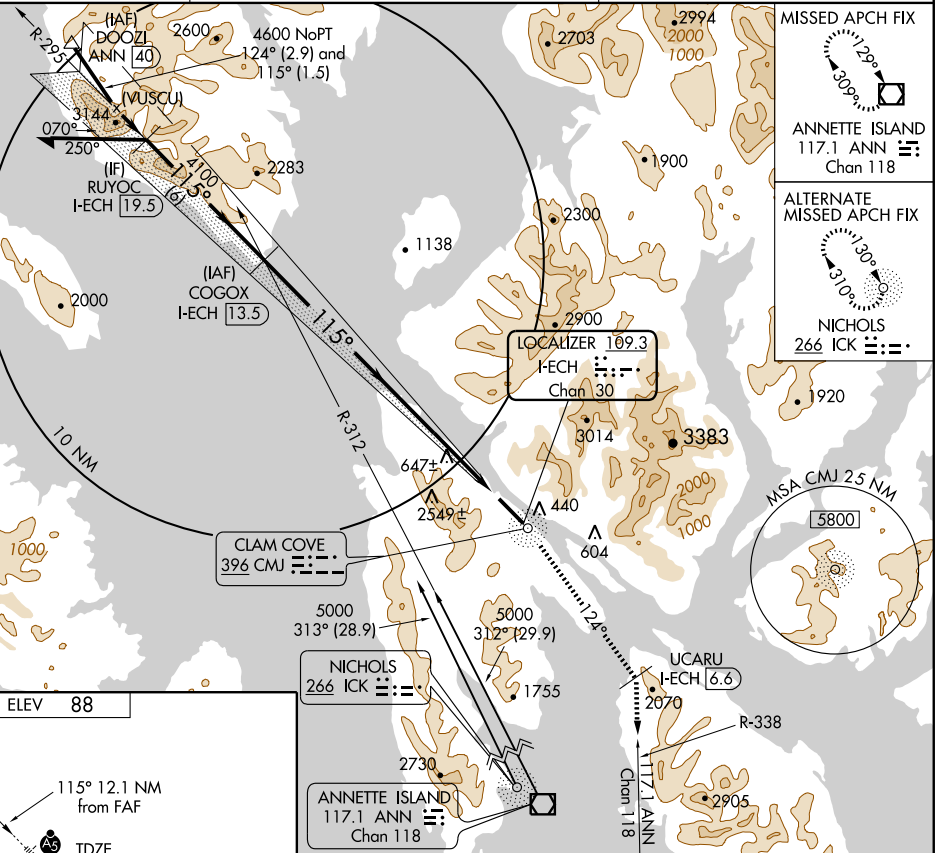 R-295
(IAF)
DOOZI
ANN 40
2600
4600 NoPT
124° (2.9) and
115° (1.5)
2703
2994
2000
1000
(VUSCU)
3144
070°
250°
(IF)
RUYOC
I-ECH 19.5
115°
4100
(6)
2283
1900
2300
1138
(IAF)
COGOX
I-ECH 13.5
2000
115°
2900
LOCALIZER 109.3
I-ECH
Chan 30
1920
R-312
3014
3383
2000
1000
10 NM
647±
2549±
440
604
MSA CMJ 25 NM
5800
CLAM COVE
396 CMJ
1000
5000
313° (28.9)
5000
312° (29.9)
124°
NICHOLS
266 ICK
1755
UCARU
I-ECH 6.6
2070
R-338
2730
ANNETTE ISLAND
117.1 ANN
Chan 118
117.1 ANN
Chan 118
2905
MISSED APCH FIX
129°
309°
ANNETTE ISLAND
117.1 ANN
Chan 118
ALTERNATE
MISSED APCH FIX
130°
310°
NICHOLS
266 ICK
ELEV 88
115° 12.1 NM
from FAF
A5
TDZE